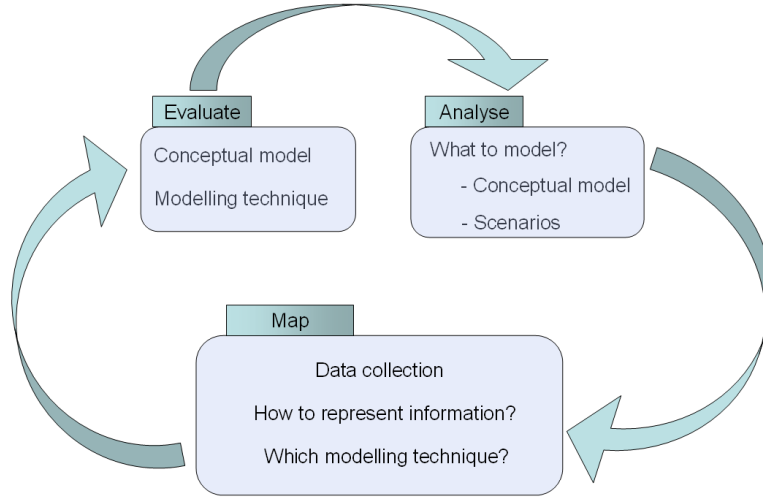 Evaluate
Conceptual model
Modelling technique
Analyse
What to model?
- Conceptual model
- Scenarios
Map
Data collection
How to represent information?
Which modelling technique?